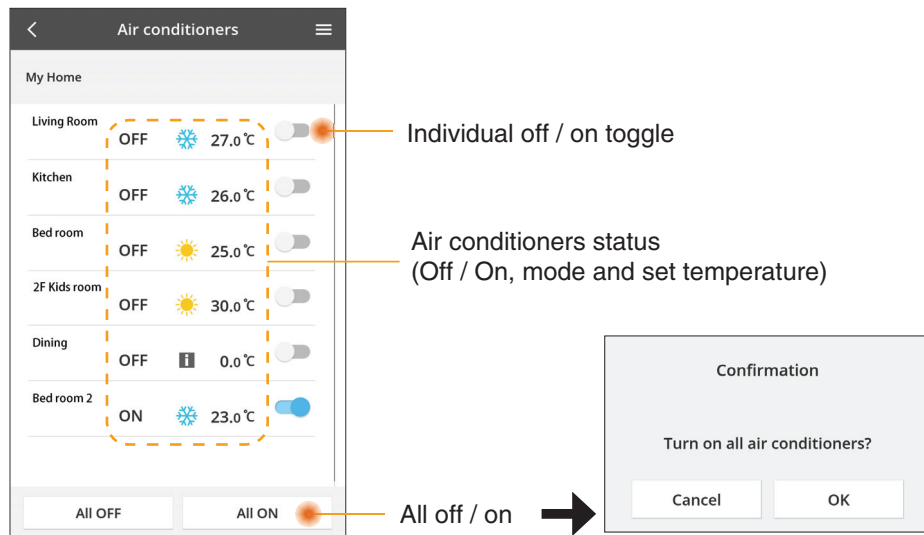 Air conditioners
My Home
Living Room
OFF 27.0℃
Individual off / on toggle
Kitchen
OFF 26.0℃
Bed room
OFF 25.0℃
Air conditioners status
(Off / On, mode and set temperature)
2F Kids room
OFF 30.0℃
Dining
OFF i 0.0℃
Bed room 2
ON 23.0℃
All OFF All ON
All off / on
Confirmation
Turn on all air conditioners?
Cancel OK